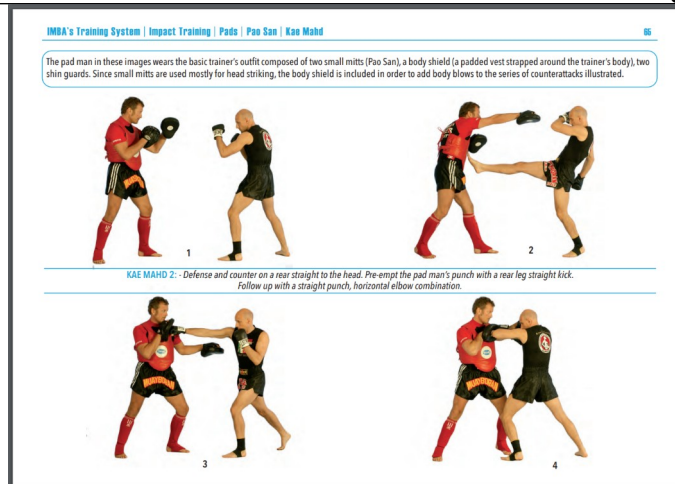 IMBA's Training System | Impact Training | Pads | Pao San | Kae Mahd 65
The pad man in these images wears the basic trainer's outfit composed of two small mitts (Pao San), a body shield (a padded vest strapped around the trainer's body), two
shin guards. Since small mitts are used mostly for head striking, the body shield is included in order to add body blows to the series of counterattacks illustrated.
1
2
KAE MAHD 2: - Defense and counter on a rear straight to the head. Pre-empt the pad man's punch with a rear leg straight kick.
Follow up with a straight punch, horizontal elbow combination.
3
4